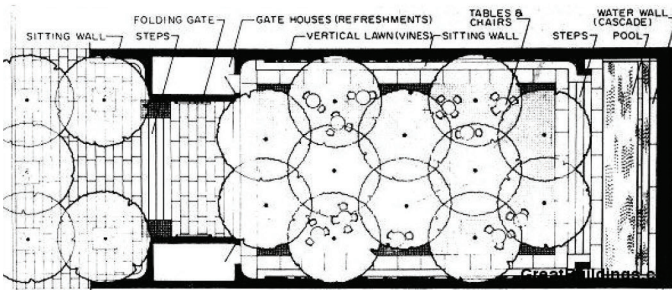 FOLDING GATE
GATE HOUSES (REFRESHMENTS)
TABLES &
CHAIRS
WATER WALL
(CASCADE)
SITTING WALL
STEPS
VERTICAL LAWN (VINES)
SITTING WALL
STEPS
POOL
GreatBuildings.c